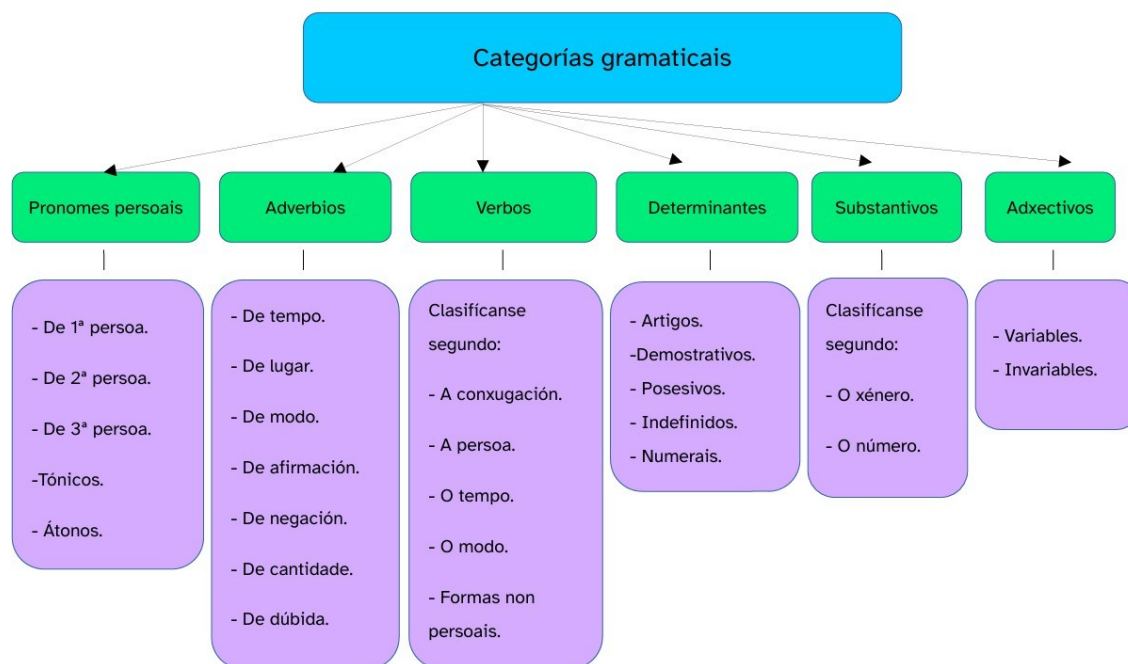 Categorías gramaticais
Pronomes persoais
Adverbios
Verbos
Determinantes
Substantivos
Adxectivos
- De 1ª persoa.
- De 2ª persoa.
- De 3ª persoa.
-Tónicos.
- Átonos.
- De tempo.
- De lugar.
- De modo.
- De afirmación.
- De negación.
- De cantidade.
- De dúbida.
Clasifícanse
segundo:
- A conxugación.
- A persoa.
- O tempo.
- O modo.
- Formas non
persoais.
- Artigos.
-Demostrativos.
- Posesivos.
- Indefinidos.
- Numerais.
Clasifícanse
segundo:
- O xénero.
- O número.
- Variables.
- Invariables.